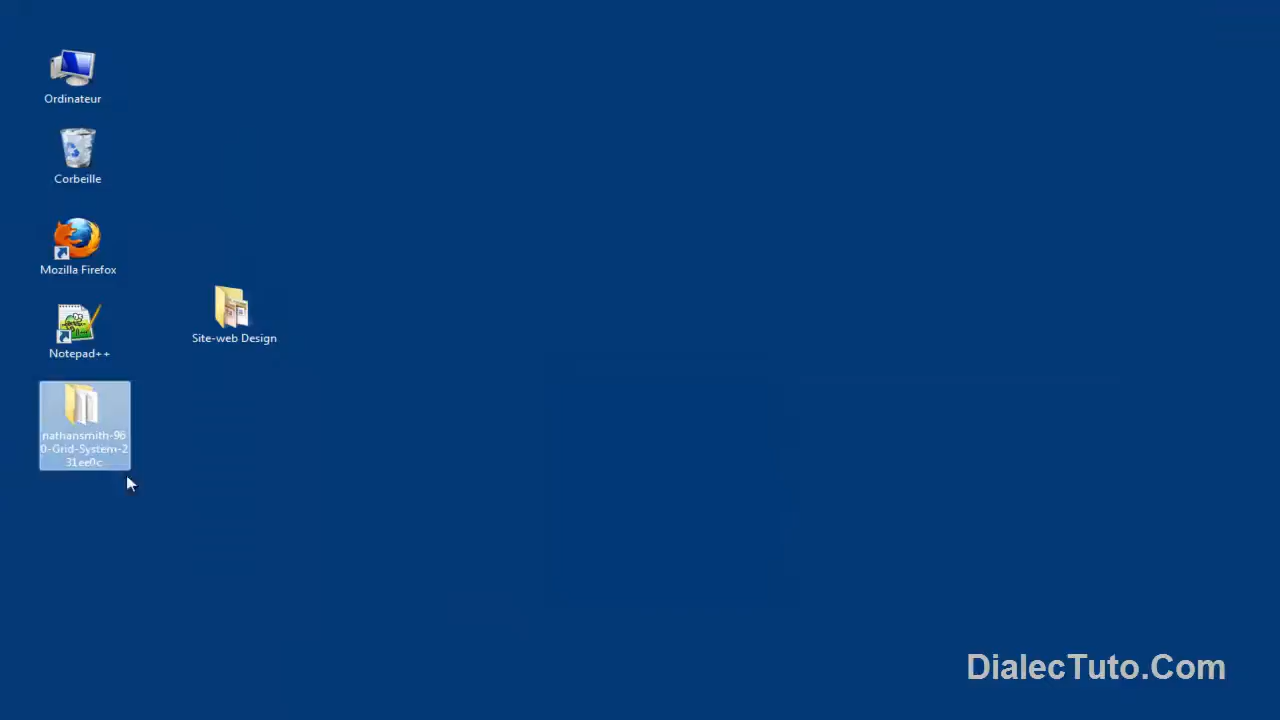 Ordinateur
Corbeille
Mozilla Firefox
Notepad++
Site-web Design
nathansmith-96
0-Grid-System-2
31ee0c
DialecTuto.Com